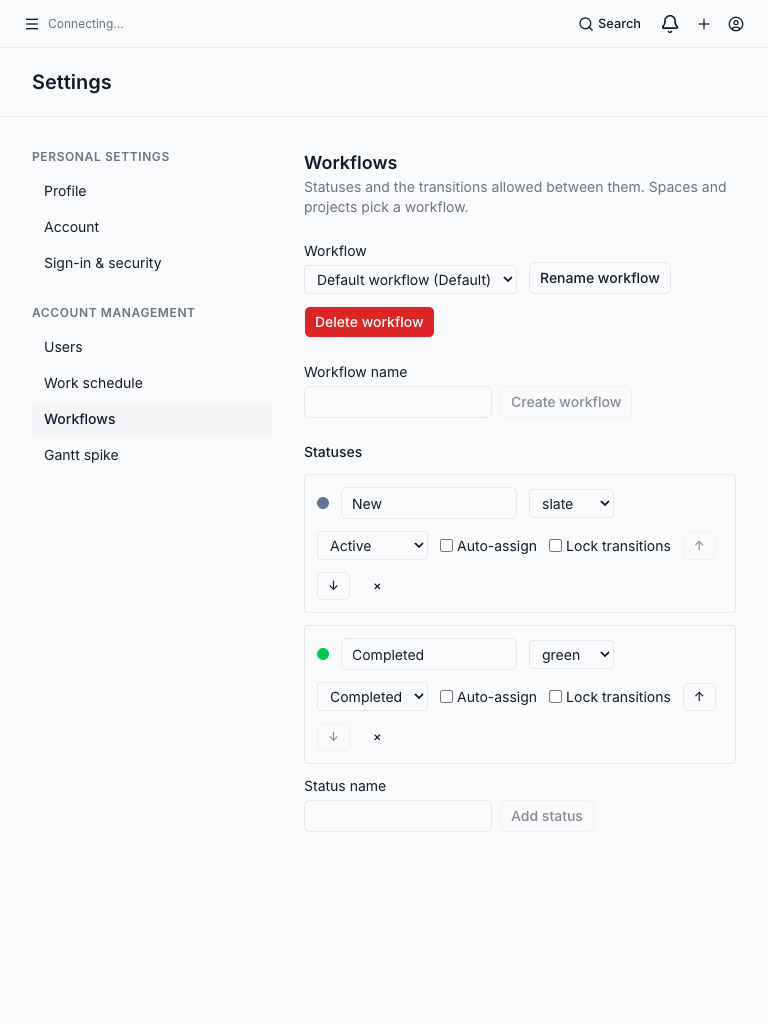 Connecting...
Search
Settings
PERSONAL SETTINGS
Profile
Account
Sign-in & security
ACCOUNT MANAGEMENT
Users
Work schedule
Workflows
Gantt spike
Workflows
Statuses and the transitions allowed between them. Spaces and
projects pick a workflow.
Workflow
Default workflow (Default)
Rename workflow
Delete workflow
Workflow name
Create workflow
Statuses
New
slate
Active
Auto-assign
Lock transitions
↑
↓
×
Completed
green
Completed
Auto-assign
Lock transitions
↑
↓
×
Status name
Add status